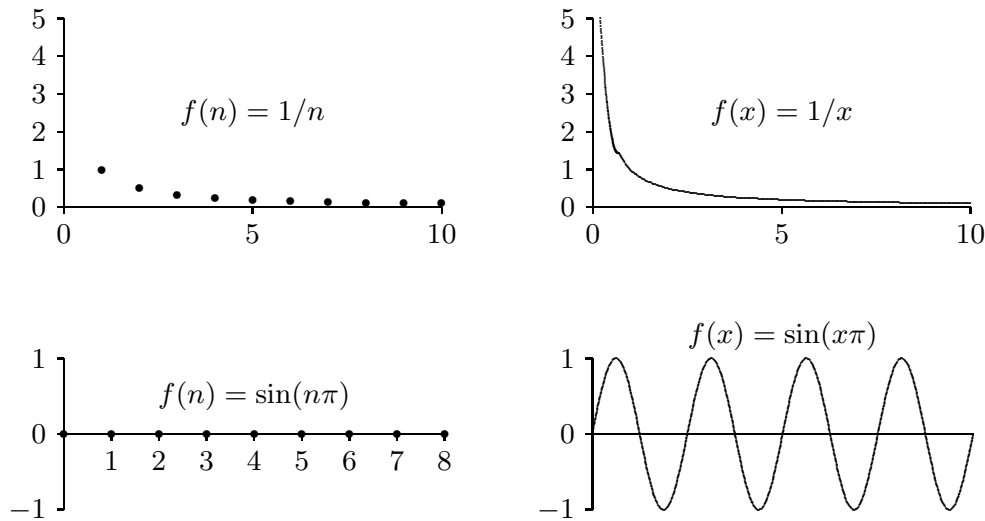 5
4
3
2
1
0
0 5 10
f(n) = 1/n
5
4
3
2
1
0
0 5 10
f(x) = 1/x
1
0
−1
f(n) = sin(nπ)
1 2 3 4 5 6 7 8
f(x) = sin(xπ)
1
0
−1